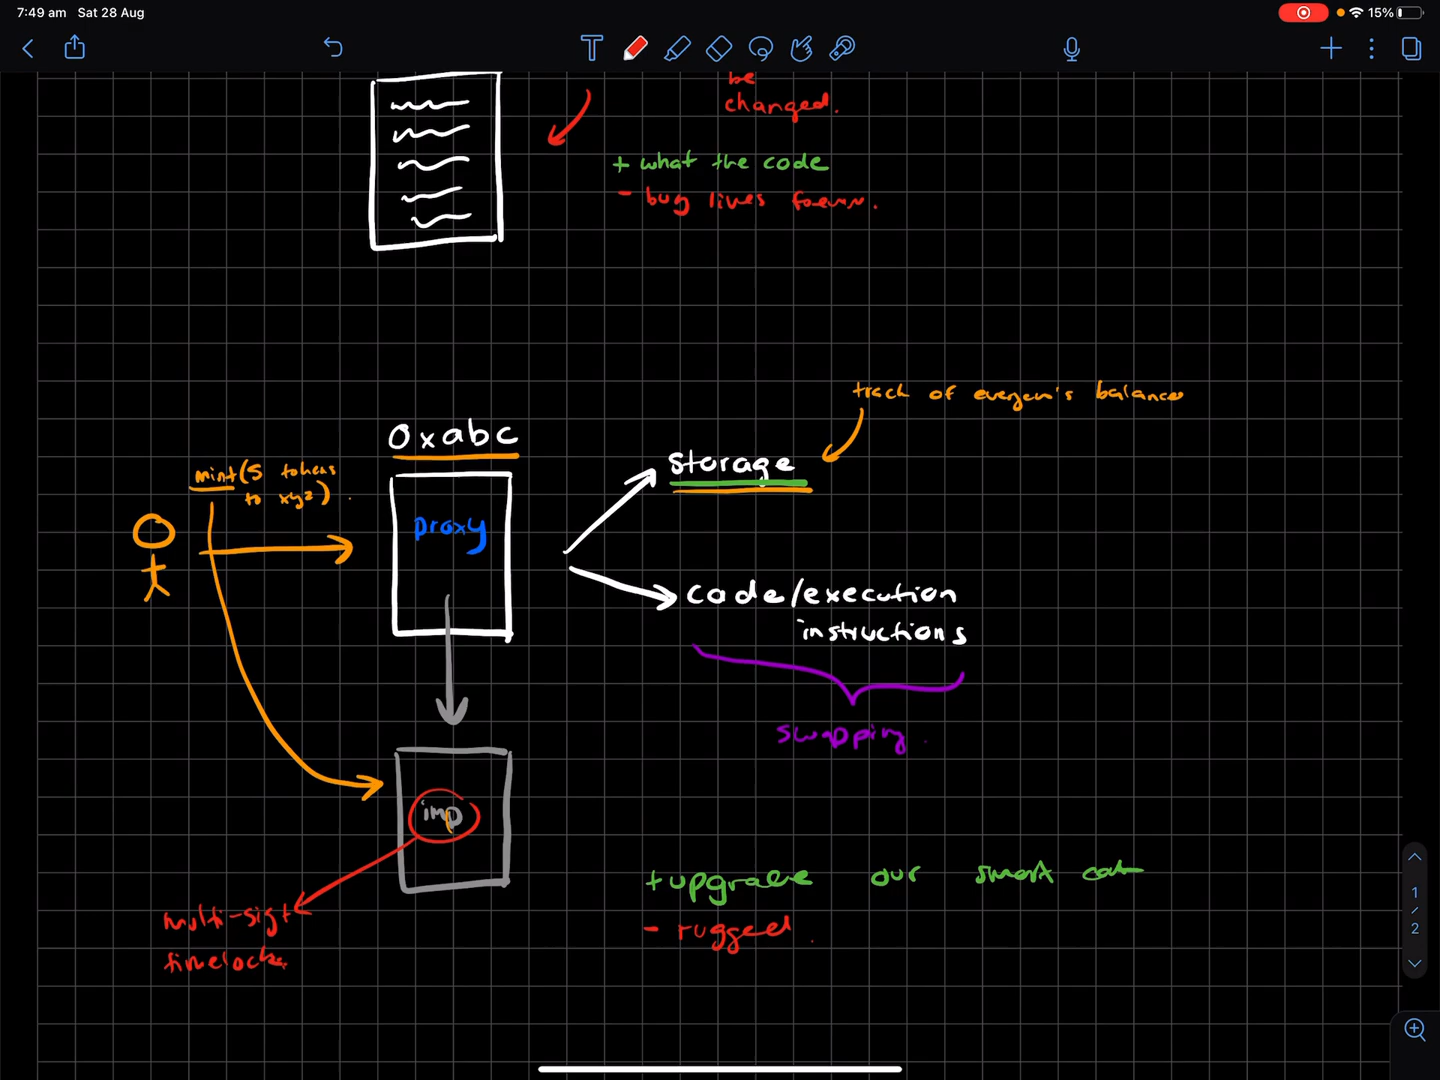 7:49 am Sat 28 Aug
15%
be
changed.
+ what the code
- bug lives forever.
track of everyone's balances
0xabc
storage
mint(5 tokens
to xyz)
proxy
code/execution
instructions
swapping.
imp
+ upgrade our smart
- rugged.
multi-sig +
timelocks.
1
/
2